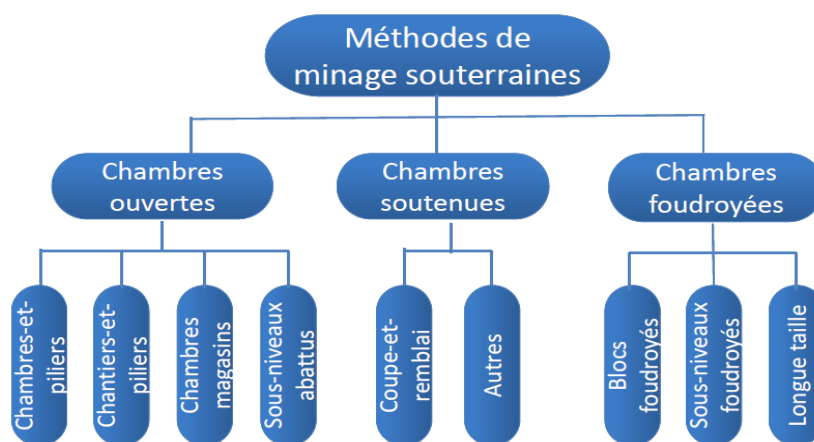 Méthodes de
minage souterraines
Chambres
ouvertes
Chambres
soutenues
Chambres
foudroyées
Chambres-et-
piliers
Chantiers-et-
piliers
Chambres
magasins
Sous-niveaux
abattus
Coupe-et-
remblai
Autres
Blocs
foudroyés
Sous-niveaux
foudroyés
Longue taille